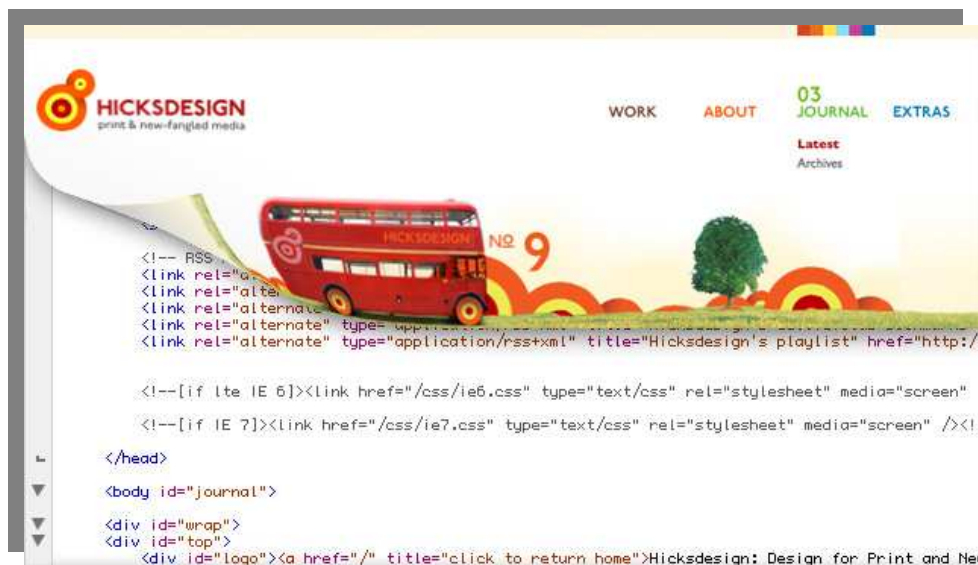 HICKSDESIGN
print & new-fangled media
WORK
ABOUT
03
JOURNAL
EXTRAS
Latest
Archives
HICKSDESIGN
Nº 9
<!-- RSS
<link rel="a
<link rel="alte
<link rel="alternate
<link rel="alternate" type=
<link rel="alternate" type="application/rss+xml" title="Hicksdesign's playlist" href="http:/
<!--[if lte IE 6]><link href="/css/ie6.css" type="text/css" rel="stylesheet" media="screen"
<!--[if IE 7]><link href="/css/ie7.css" type="text/css" rel="stylesheet" media="screen" /><!
</head>
<body id="journal">
<div id="wrap">
<div id="top">
<div id="logo"><a href="/" title="click to return home">Hicksdesign: Design for Print and Ne